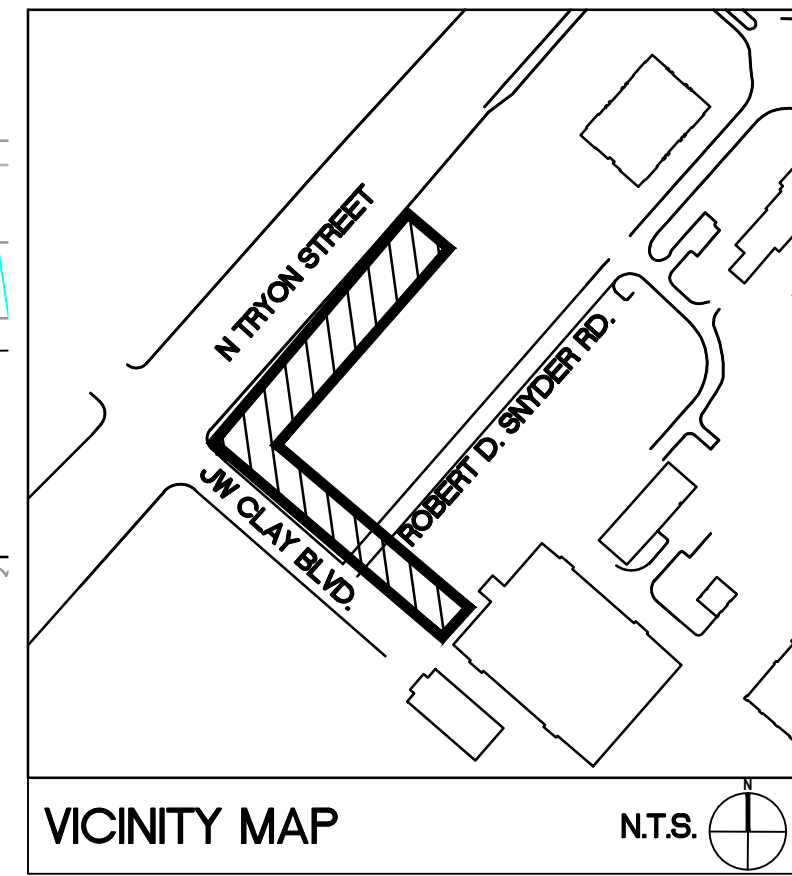 N TRYON STREET
ROBERT D. SNYDER RD.
JW CLAY BLVD.
VICINITY MAP
N.T.S.
N